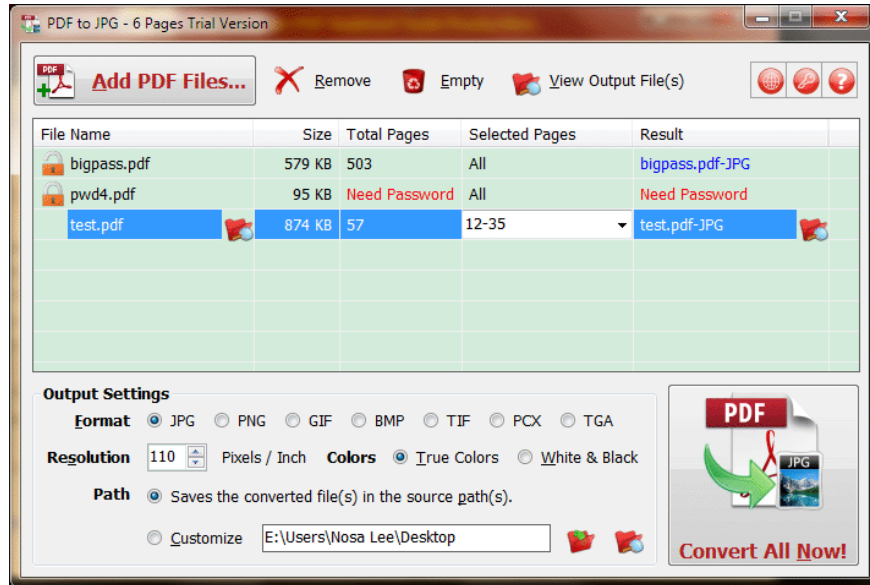 PDF to JPG - 6 Pages Trial Version
PDF Add PDF Files... Remove Empty View Output File(s) ?
File Name Size Total Pages Selected Pages Result
bigpass.pdf 579 KB 503 All bigpass.pdf-JPG
pwd4.pdf 95 KB Need Password All Need Password
test.pdf 874 KB 57 12-35 test.pdf-JPG
Output Settings
Format JPG PNG GIF BMP TIF PCX TGA
Resolution 110 Pixels / Inch Colors True Colors White & Black
Path Saves the converted file(s) in the source path(s).
Customize E:\Users\Nosa Lee\Desktop
PDF
JPG
Convert All Now!